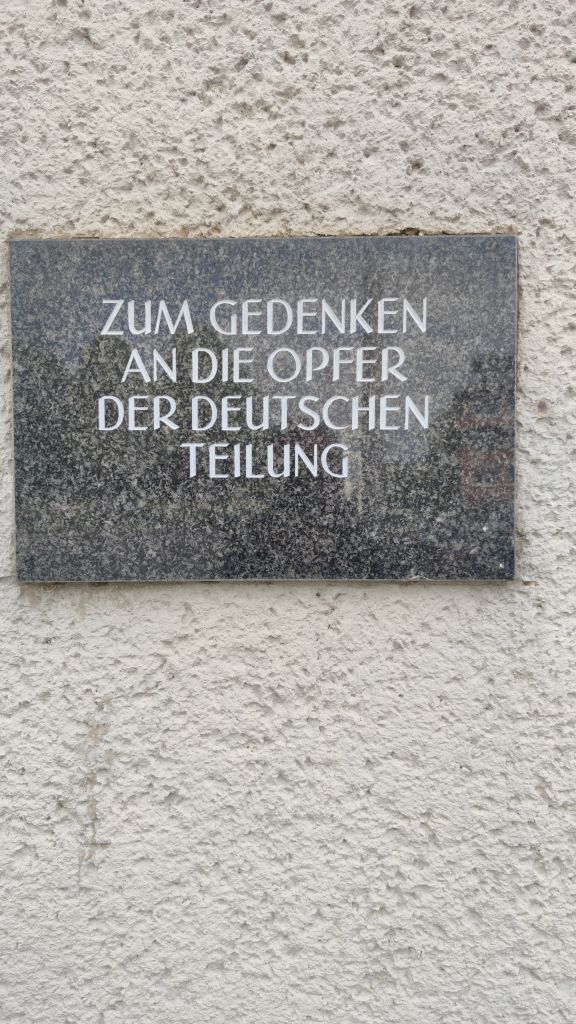 ZUM GEDENKEN
AN DIE OPFER
DER DEUTSCHEN
TEILUNG